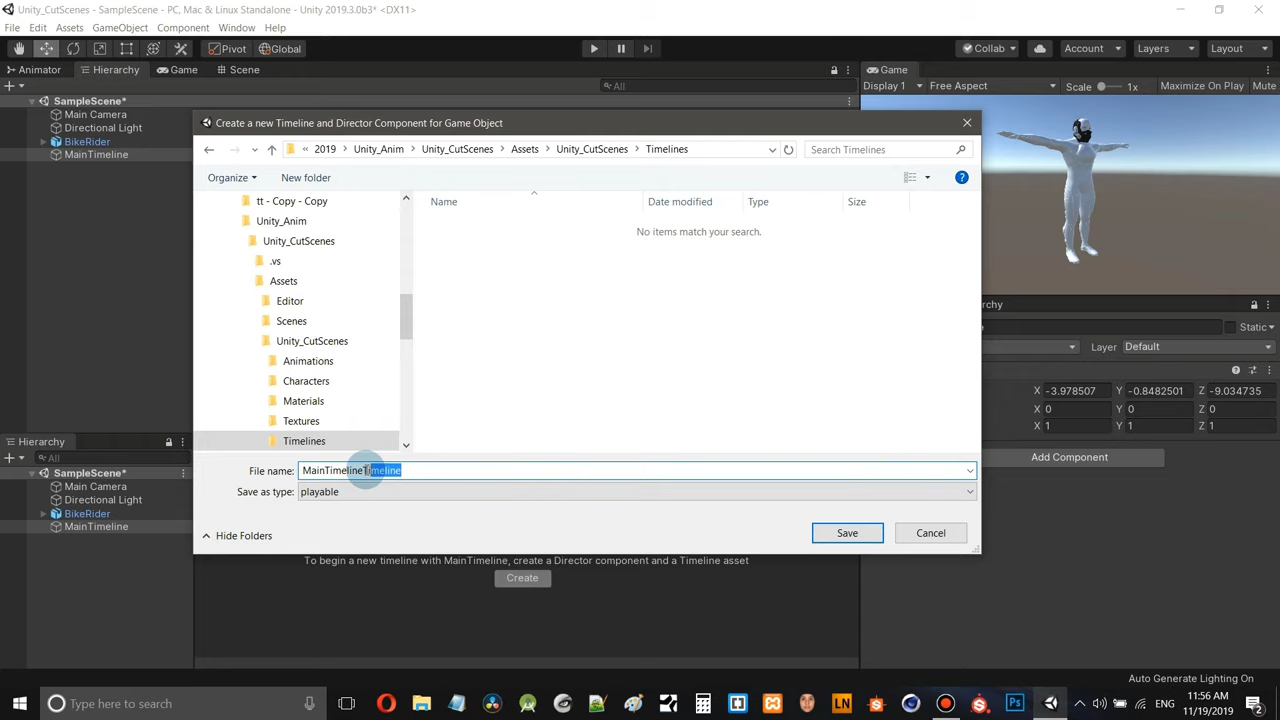 Unity_CutScenes - SampleScene - PC, Mac & Linux Standalone - Unity 2019.3.0b3* <DX11>
File Edit Assets GameObject Component Window Help
Pivot Global Collab Account Layers Layout
Animator Hierarchy Game Scene Game
All Display 1 Free Aspect Scale 1x Maximize On Play Mute
SampleScene*
Main Camera
Directional Light
BikeRider
MainTimeline
Create a new Timeline and Director Component for Game Object
« 2019 > Unity_Anim > Unity_CutScenes > Assets > Unity_CutScenes > Timelines Search Timelines
Organize New folder
Name Date modified Type Size
No items match your search.
tt - Copy - Copy
Unity_Anim
Unity_CutScenes
.vs
Assets
Editor
Scenes
Unity_CutScenes
Animations
Characters
Materials
Textures
Timelines
File name: MainTimelineTimeline
Save as type: playable
Hide Folders Save Cancel
Hierarchy
All
SampleScene*
Main Camera
Directional Light
BikeRider
MainTimeline
To begin a new timeline with MainTimeline, create a Director component and a Timeline asset
Create
Static
Layer Default
X -3.978507 Y -0.8482501 Z -9.034735
X 0 Y 0 Z 0
X 1 Y 1 Z 1
Add Component
Auto Generate Lighting On
Type here to search
LN
Ps
ENG
11:56 AM
11/19/2019
2